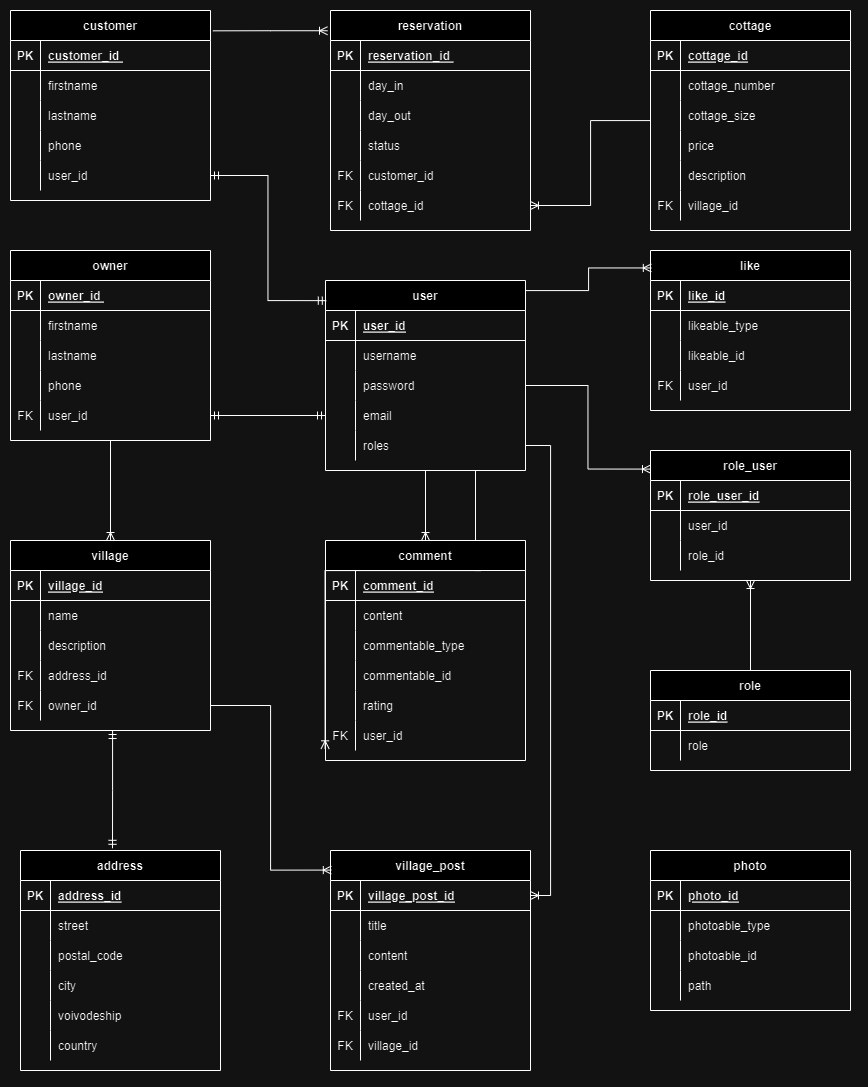 customer
PK customer_id
firstname
lastname
phone
user_id
reservation
PK reservation_id
day_in
day_out
status
FK customer_id
FK cottage_id
cottage
PK cottage_id
cottage_number
cottage_size
price
description
FK village_id
owner
PK owner_id
firstname
lastname
phone
FK user_id
user
PK user_id
username
password
email
roles
like
PK like_id
likeable_type
likeable_id
FK user_id
role_user
PK role_user_id
user_id
role_id
village
PK village_id
name
description
FK address_id
FK owner_id
comment
PK comment_id
content
commentable_type
commentable_id
rating
FK user_id
role
PK role_id
role
address
PK address_id
street
postal_code
city
voivodeship
country
village_post
PK village_post_id
title
content
created_at
FK user_id
FK village_id
photo
PK photo_id
photoable_type
photoable_id
path